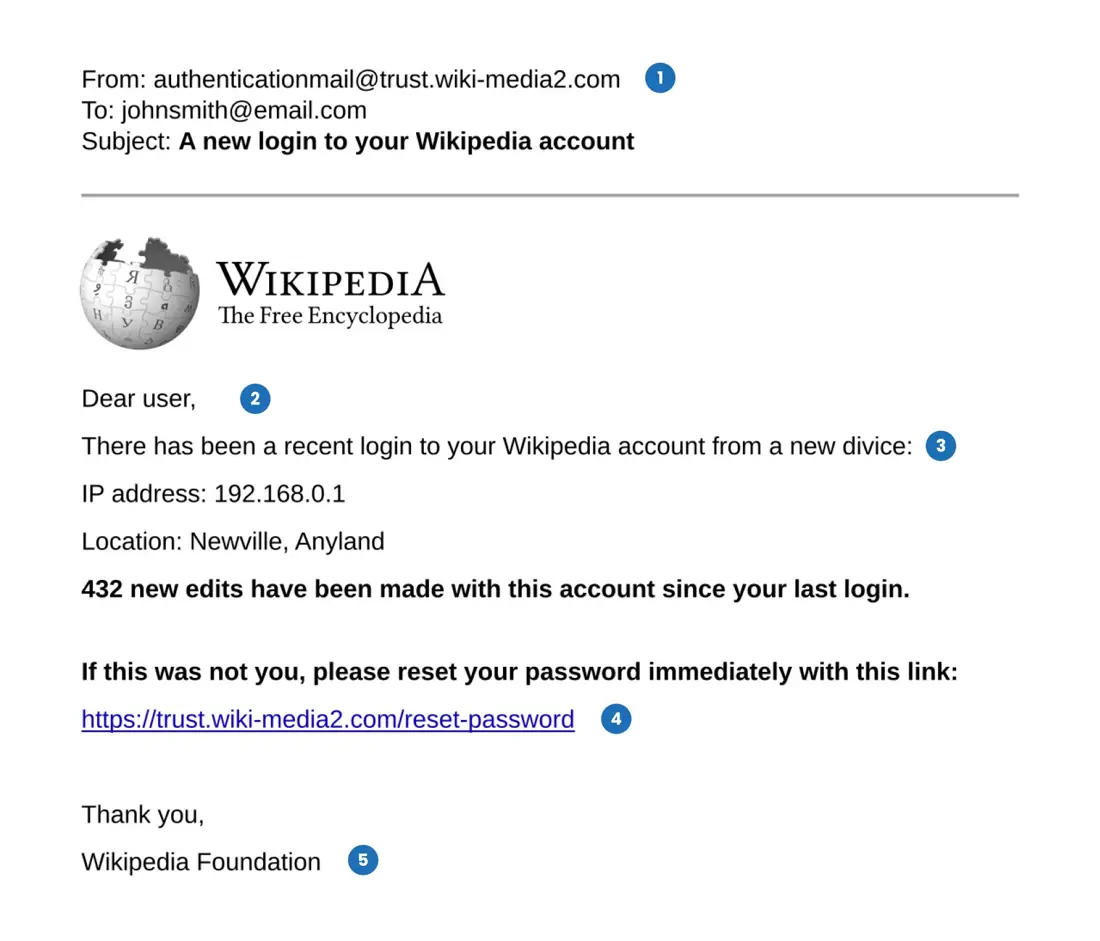 From: authenticationmail@trust.wiki-media2.com 1
To: johnsmith@email.com
Subject: A new login to your Wikipedia account
WIKIPEDIA
The Free Encyclopedia
Dear user, 2
There has been a recent login to your Wikipedia account from a new divice: 3
IP address: 192.168.0.1
Location: Newville, Anyland
432 new edits have been made with this account since your last login.
If this was not you, please reset your password immediately with this link:
https://trust.wiki-media2.com/reset-password 4
Thank you,
Wikipedia Foundation 5